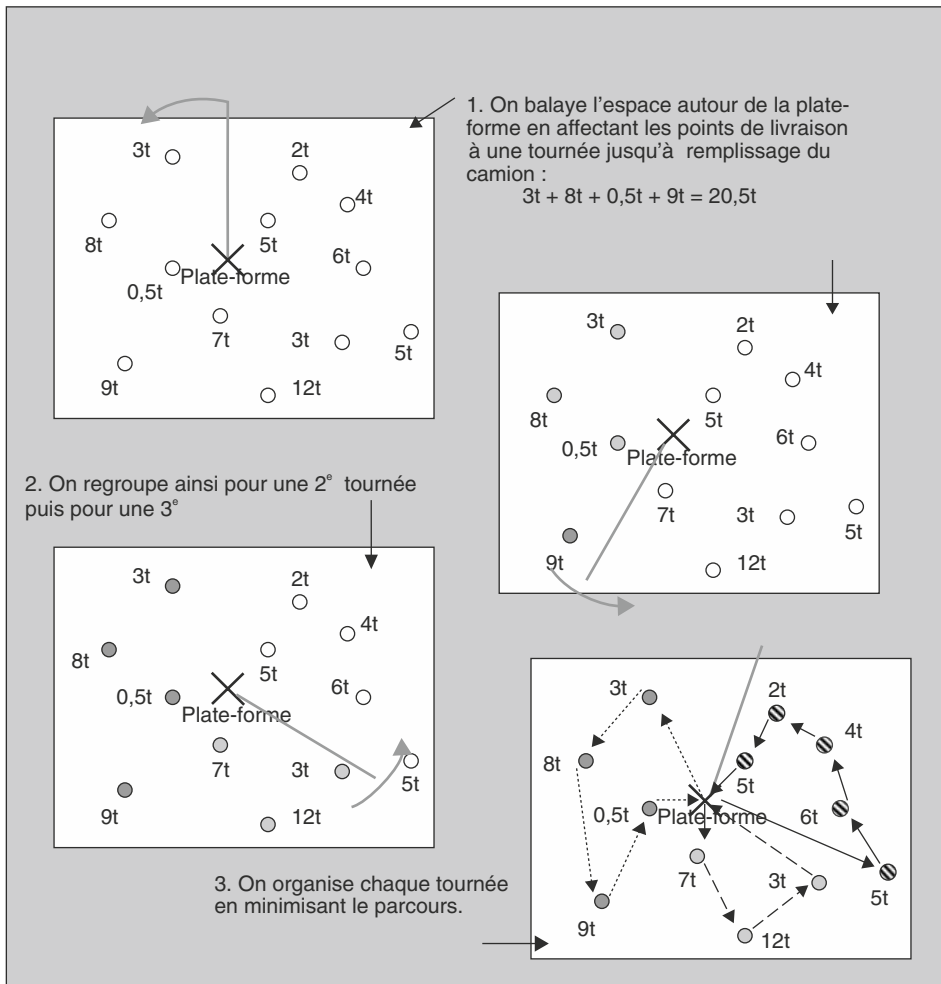 1. On balaye l'espace autour de la plate-
forme en affectant les points de livraison
à une tournée jusqu'à remplissage du
camion :
3t + 8t + 0,5t + 9t = 20,5t
3t
2t
4t
8t
5t
6t
Plate-forme
0,5t
7t
3t
5t
9t
12t
3t
2t
4t
8t
5t
0,5t
6t
Plate-forme
7t
3t
5t
9t
12t
2. On regroupe ainsi pour une 2e tournée
puis pour une 3e
3t
2t
4t
8t
5t
0,5t
6t
Plate-forme
7t
3t
5t
9t
12t
3t
2t
4t
8t
5t
0,5t
Plate-forme
6t
7t
3t
5t
9t
12t
3. On organise chaque tournée
en minimisant le parcours.